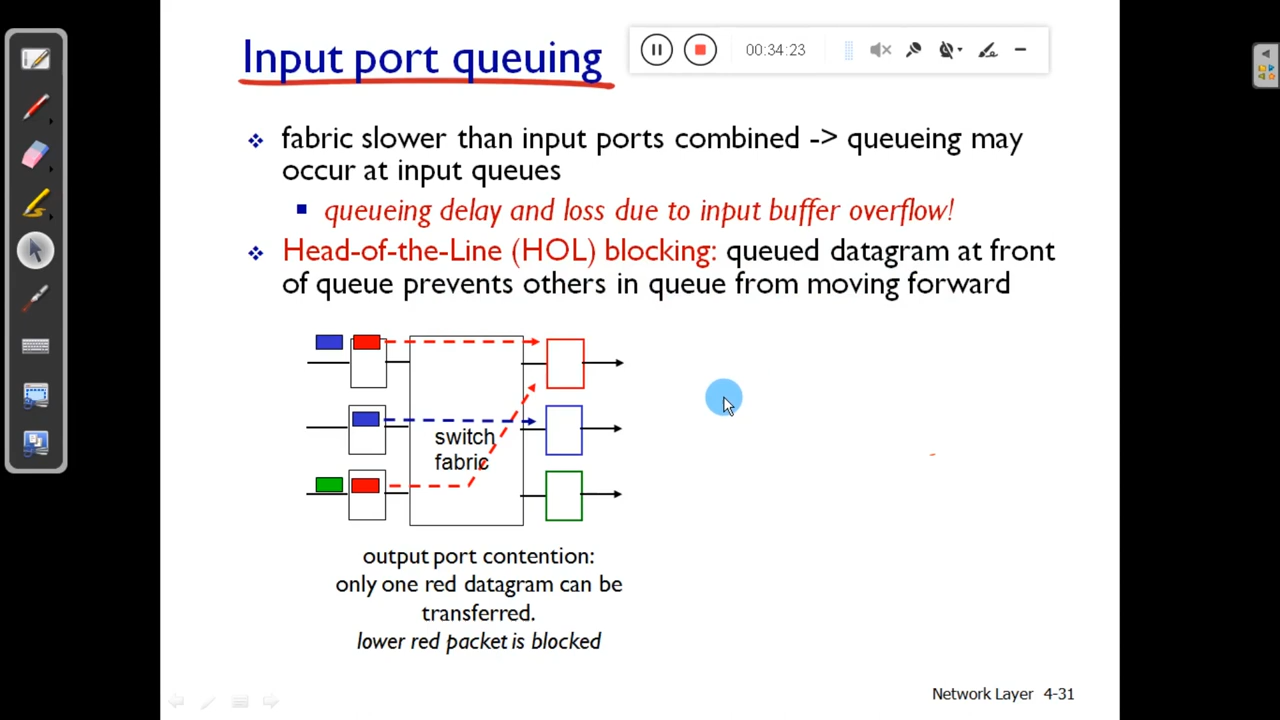 Input port queuing
00:34:23
fabric slower than input ports combined -> queueing may
occur at input queues
queueing delay and loss due to input buffer overflow!
Head-of-the-Line (HOL) blocking: queued datagram at front
of queue prevents others in queue from moving forward
switch
fabric
output port contention:
only one red datagram can be
transferred.
lower red packet is blocked
Network Layer 4-31